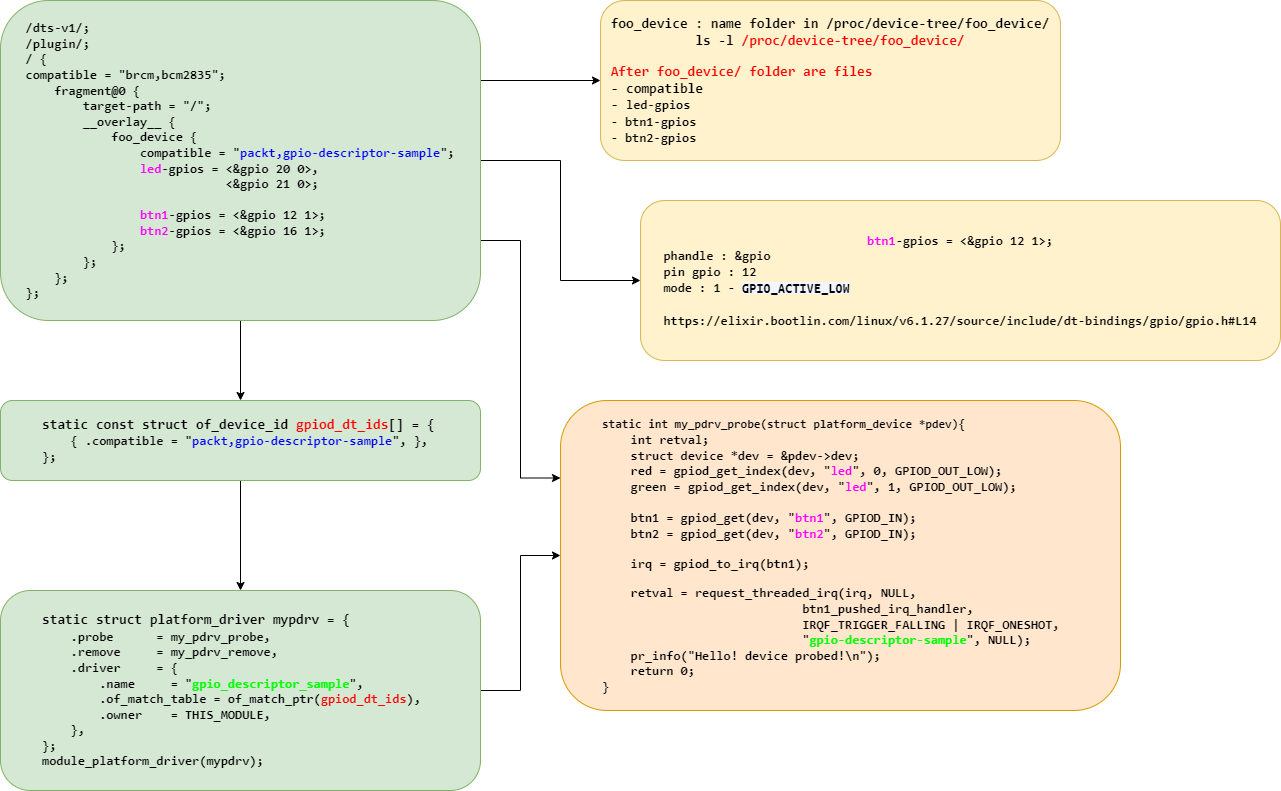 /dts-v1/;
/plugin/;
/ {
compatible = "brcm,bcm2835";
    fragment@0 {
        target-path = "/";
        __overlay__ {
            foo_device {
                compatible = "packt,gpio-descriptor-sample";
                led-gpios = <&gpio 20 0>,
                            <&gpio 21 0>;
                btn1-gpios = <&gpio 12 1>;
                btn2-gpios = <&gpio 16 1>;
            };
        };
    };
};
foo_device : name folder in /proc/device-tree/foo_device/
ls -l /proc/device-tree/foo_device/
After foo_device/ folder are files
- compatible
- led-gpios
- btn1-gpios
- btn2-gpios
btn1-gpios = <&gpio 12 1>;
phandle : &gpio
pin gpio : 12
mode : 1 - GPIO_ACTIVE_LOW
https://elixir.bootlin.com/linux/v6.1.27/source/include/dt-bindings/gpio/gpio.h#L14
static const struct of_device_id gpiod_dt_ids[] = {
    { .compatible = "packt,gpio-descriptor-sample", },
};
static int my_pdrv_probe(struct platform_device *pdev){
    int retval;
    struct device *dev = &pdev->dev;
    red = gpiod_get_index(dev, "led", 0, GPIOD_OUT_LOW);
    green = gpiod_get_index(dev, "led", 1, GPIOD_OUT_LOW);
    btn1 = gpiod_get(dev, "btn1", GPIOD_IN);
    btn2 = gpiod_get(dev, "btn2", GPIOD_IN);
    irq = gpiod_to_irq(btn1);
    retval = request_threaded_irq(irq, NULL,
                            btn1_pushed_irq_handler,
                            IRQF_TRIGGER_FALLING | IRQF_ONESHOT,
                            "gpio-descriptor-sample", NULL);
    pr_info("Hello! device probed!\n");
    return 0;
}
static struct platform_driver mypdrv = {
    .probe      = my_pdrv_probe,
    .remove     = my_pdrv_remove,
    .driver     = {
        .name     = "gpio_descriptor_sample",
        .of_match_table = of_match_ptr(gpiod_dt_ids),
        .owner    = THIS_MODULE,
    },
};
module_platform_driver(mypdrv);